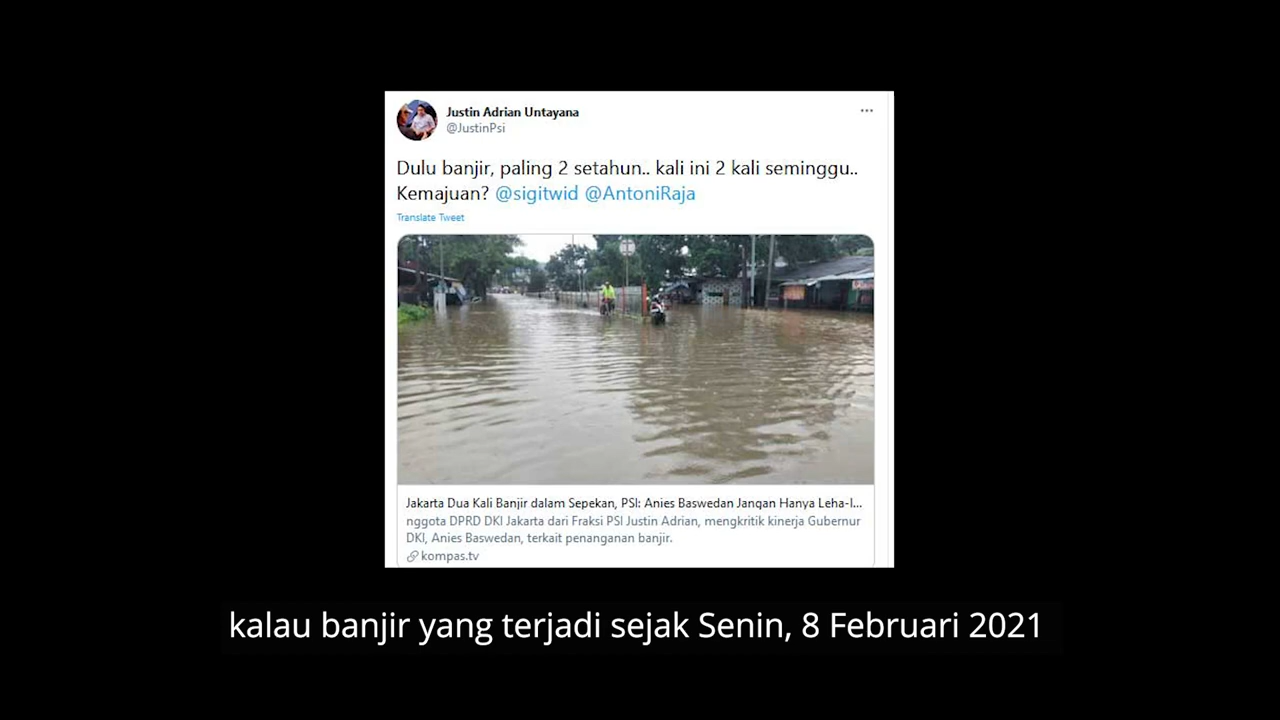 Justin Adrian Untayana
@JustinPsi
Dulu banjir, paling 2 setahun.. kali ini 2 kali seminggu..
Kemajuan? @sigitwid @AntoniRaja
Translate Tweet
Jakarta Dua Kali Banjir dalam Sepekan, PSI: Anies Baswedan Jangan Hanya Leha-l...
nggota DPRD DKI Jakarta dari Fraksi PSI Justin Adrian, mengkritik kinerja Gubernur
DKI, Anies Baswedan, terkait penanganan banjir.
kompas.tv
kalau banjir yang terjadi sejak Senin, 8 Februari 2021